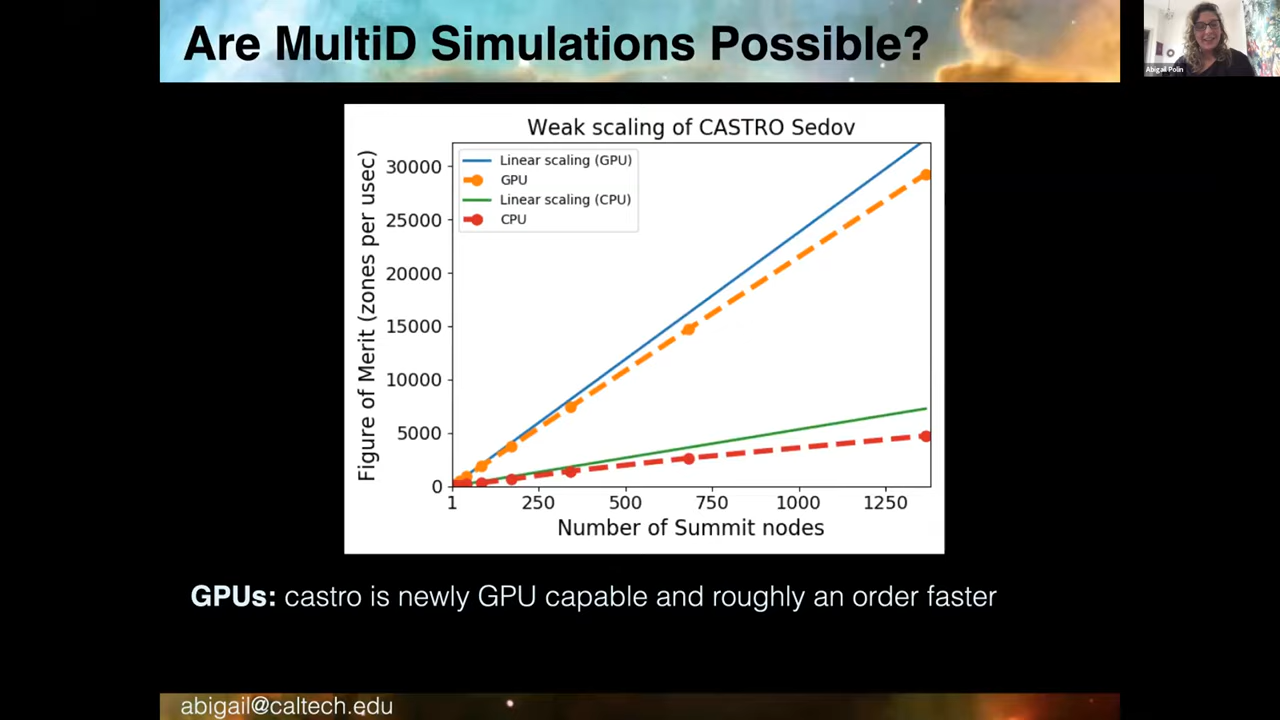 Are MultiD Simulations Possible?
Abigail Polin
Weak scaling of CASTRO Sedov
Figure of Merit (zones per usec)
30000
25000
20000
15000
10000
5000
0
Linear scaling (GPU)
GPU
Linear scaling (CPU)
CPU
1 250 500 750 1000 1250
Number of Summit nodes
GPUs: castro is newly GPU capable and roughly an order faster
abigail@caltech.edu